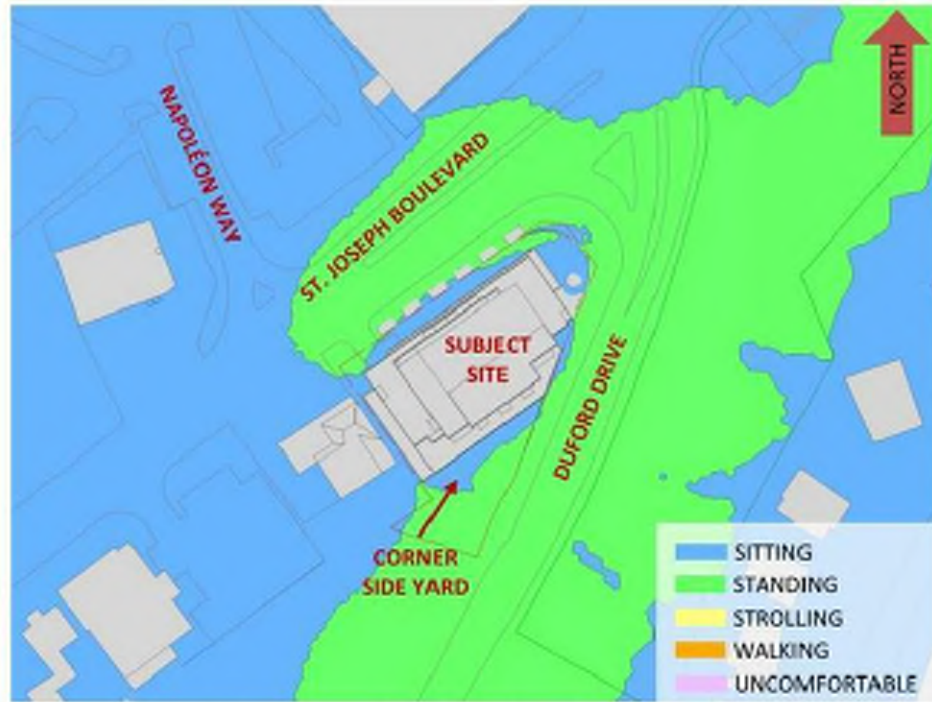 NORTH
NAPOLÉON WAY
ST. JOSEPH BOULEVARD
SUBJECT
SITE
DUFORD DRIVE
CORNER
SIDE YARD
SITTING
STANDING
STROLLING
WALKING
UNCOMFORTABLE